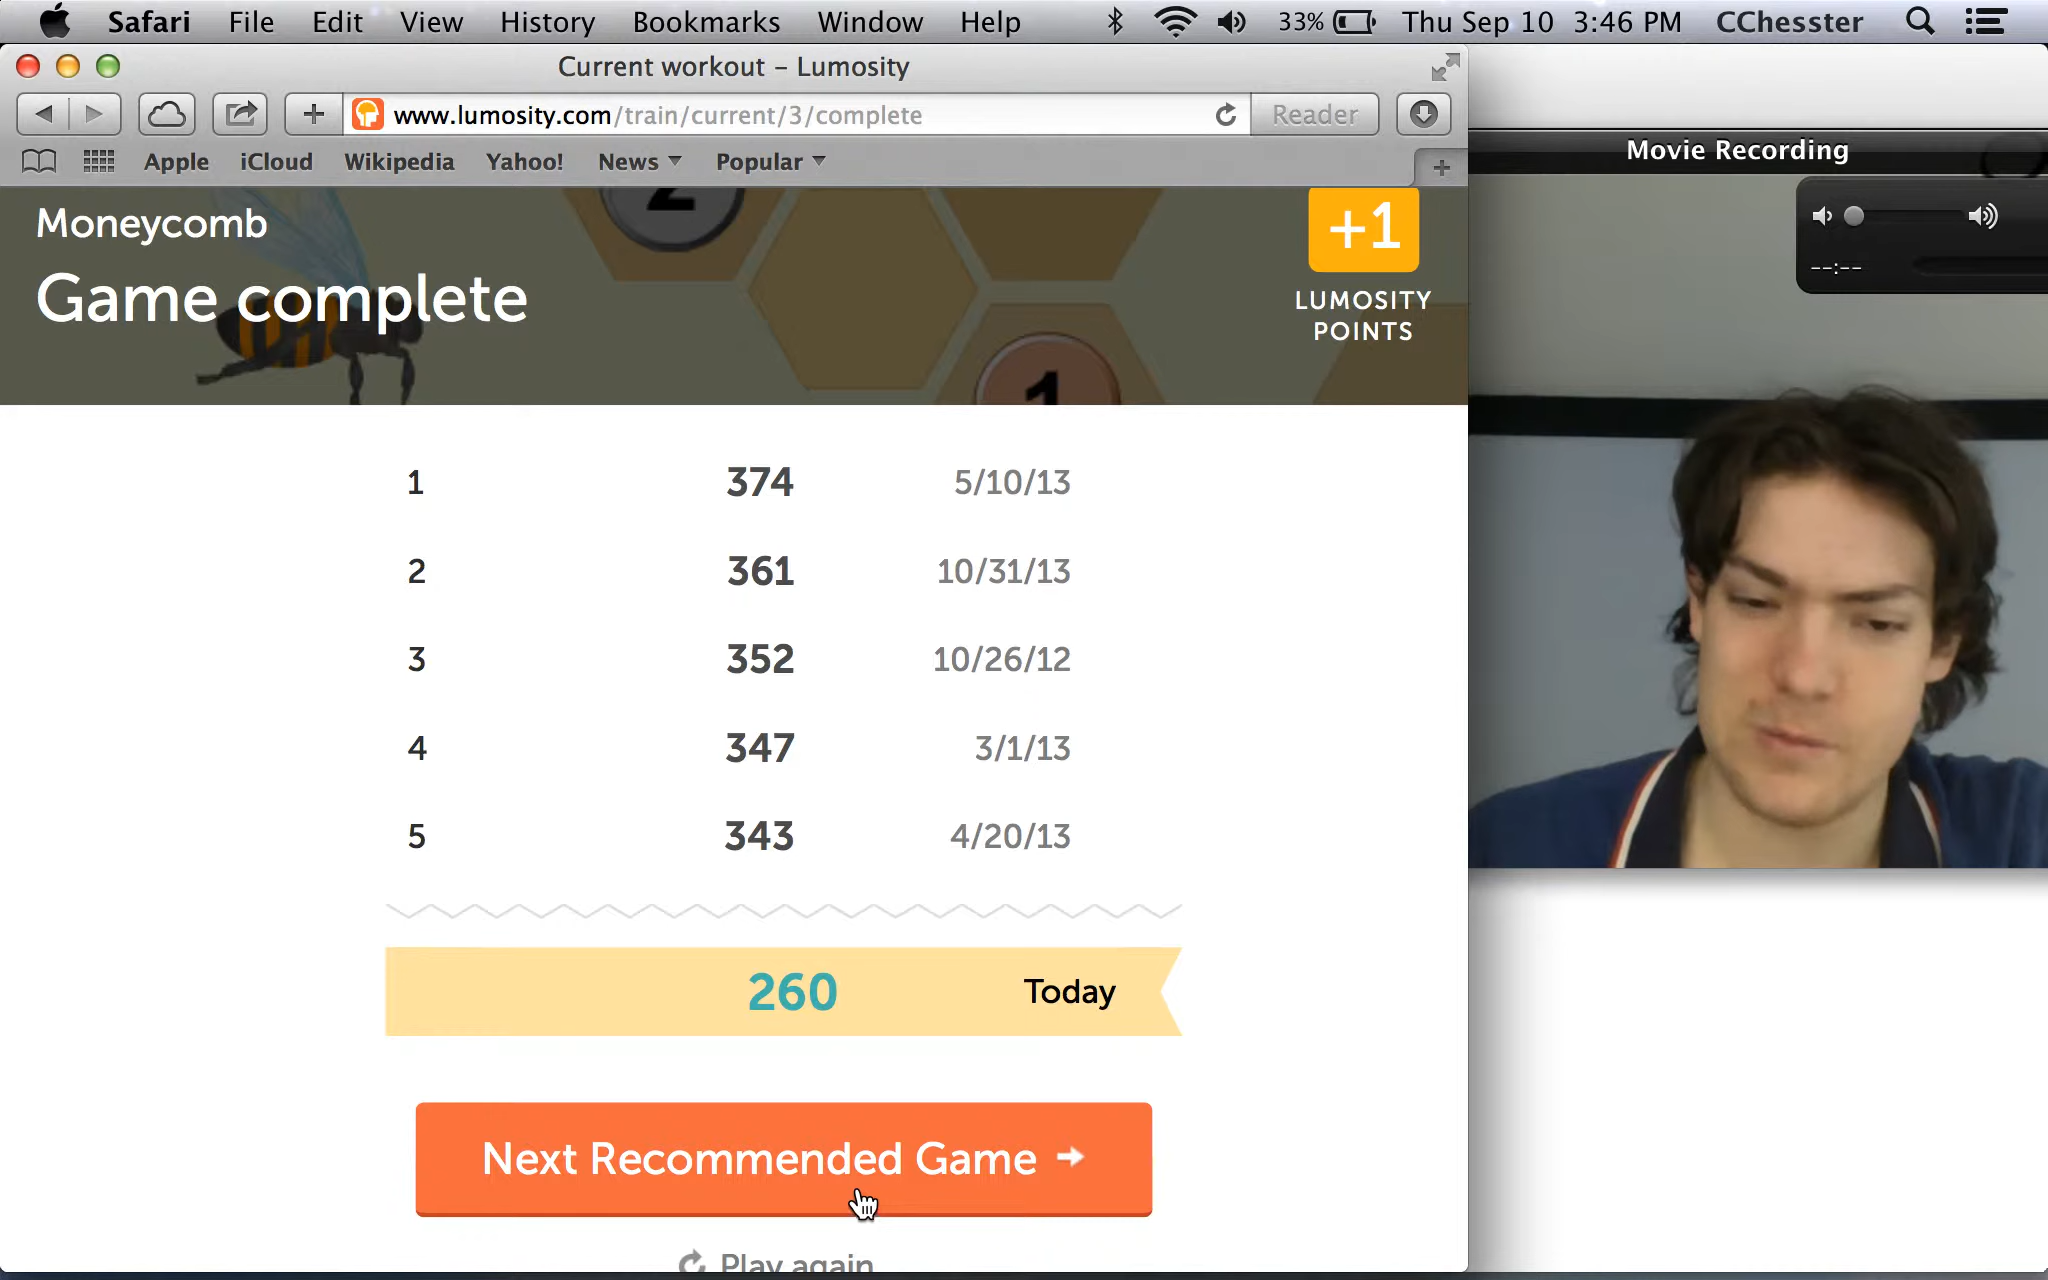 Safari File Edit View History Bookmarks Window Help 33% Thu Sep 10 3:46 PM CChesster
Current workout – Lumosity
www.lumosity.com/train/current/3/complete Reader
Apple iCloud Wikipedia Yahoo! News Popular
Movie Recording
--:--
Moneycomb
Game complete
2
1
+1
LUMOSITY
POINTS
1 374 5/10/13
2 361 10/31/13
3 352 10/26/12
4 347 3/1/13
5 343 4/20/13
260 Today
Next Recommended Game
Play again